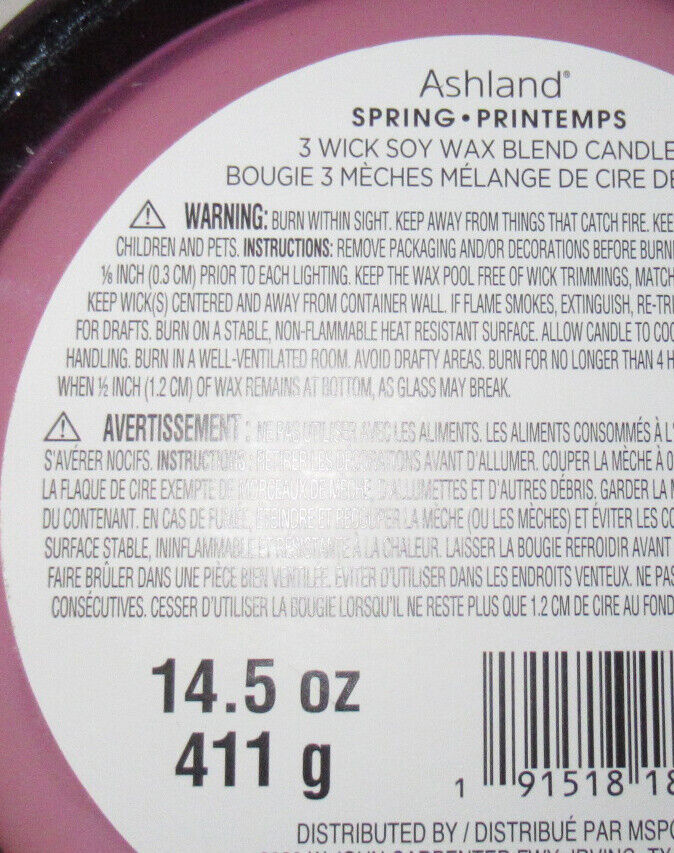 Ashland®
SPRING • PRINTEMPS
3 WICK SOY WAX BLEND CANDLE
BOUGIE 3 MÈCHES MÉLANGE DE CIRE DE
WARNING: BURN WITHIN SIGHT. KEEP AWAY FROM THINGS THAT CATCH FIRE. KEE
CHILDREN AND PETS. INSTRUCTIONS: REMOVE PACKAGING AND/OR DECORATIONS BEFORE BURNI
⅛ INCH (0.3 CM) PRIOR TO EACH LIGHTING. KEEP THE WAX POOL FREE OF WICK TRIMMINGS, MATCH
KEEP WICK(S) CENTERED AND AWAY FROM CONTAINER WALL. IF FLAME SMOKES, EXTINGUISH, RE-TRI
FOR DRAFTS. BURN ON A STABLE, NON-FLAMMABLE HEAT RESISTANT SURFACE. ALLOW CANDLE TO COO
HANDLING. BURN IN A WELL-VENTILATED ROOM. AVOID DRAFTY AREAS. BURN FOR NO LONGER THAN 4 H
WHEN ½ INCH (1.2 CM) OF WAX REMAINS AT BOTTOM, AS GLASS MAY BREAK.
AVERTISSEMENT : NE PAS UTILISER AVEC LES ALIMENTS. LES ALIMENTS CONSOMMÉS À L'
S'AVÉRER NOCIFS. INSTRUCTIONS : RETIRER LES DÉCORATIONS AVANT D'ALLUMER. COUPER LA MÈCHE À 0
LA FLAQUE DE CIRE EXEMPTE DE MORCEAUX DE MÈCHE, D'ALLUMETTES ET D'AUTRES DÉBRIS, GARDER LA M
DU CONTENANT. EN CAS DE FUMÉE, ÉTEINDRE ET RECOUPER LA MÈCHE (OU LES MÈCHES) ET ÉVITER LES CO
SURFACE STABLE, ININFLAMMABLE ET RÉSISTANTE À LA CHALEUR. LAISSER LA BOUGIE REFROIDIR AVANT
FAIRE BRÛLER DANS UNE PIÈCE BIEN VENTILÉE. ÉVITER D'UTILISER DANS LES ENDROITS VENTEUX. NE PAS
CONSÉCUTIVES. CESSER D'UTILISER LA BOUGIE LORSQU'IL NE RESTE PLUS QUE 1.2 CM DE CIRE AU FOND
14.5 oz
411 g
1 91518 18
DISTRIBUTED BY / DISTRIBUÉ PAR MSPC